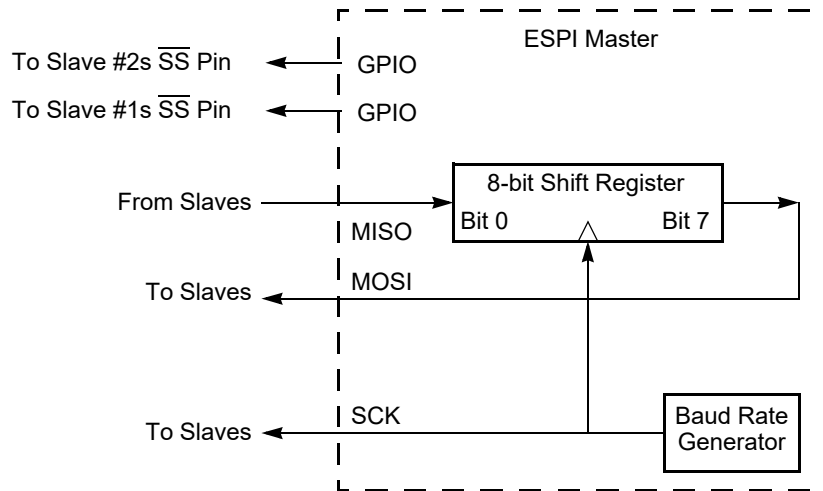 ESPI Master
To Slave #2s SS Pin
GPIO
To Slave #1s SS Pin
GPIO
8-bit Shift Register
From Slaves
Bit 0
Bit 7
MISO
MOSI
To Slaves
SCK
To Slaves
Baud Rate
Generator